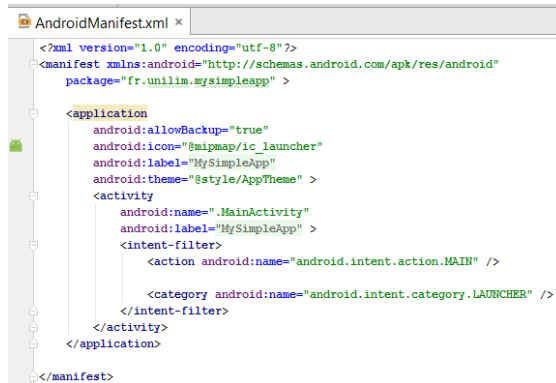 AndroidManifest.xml ×
<?xml version="1.0" encoding="utf-8"?>
<manifest xmlns:android="http://schemas.android.com/apk/res/android"
    package="fr.unilim.mysimpleapp" >

    <application
        android:allowBackup="true"
        android:icon="@mipmap/ic_launcher"
        android:label="MySimpleApp"
        android:theme="@style/AppTheme" >
        <activity
            android:name=".MainActivity"
            android:label="MySimpleApp" >
            <intent-filter>
                <action android:name="android.intent.action.MAIN" />

                <category android:name="android.intent.category.LAUNCHER" />
            </intent-filter>
        </activity>
    </application>

</manifest>